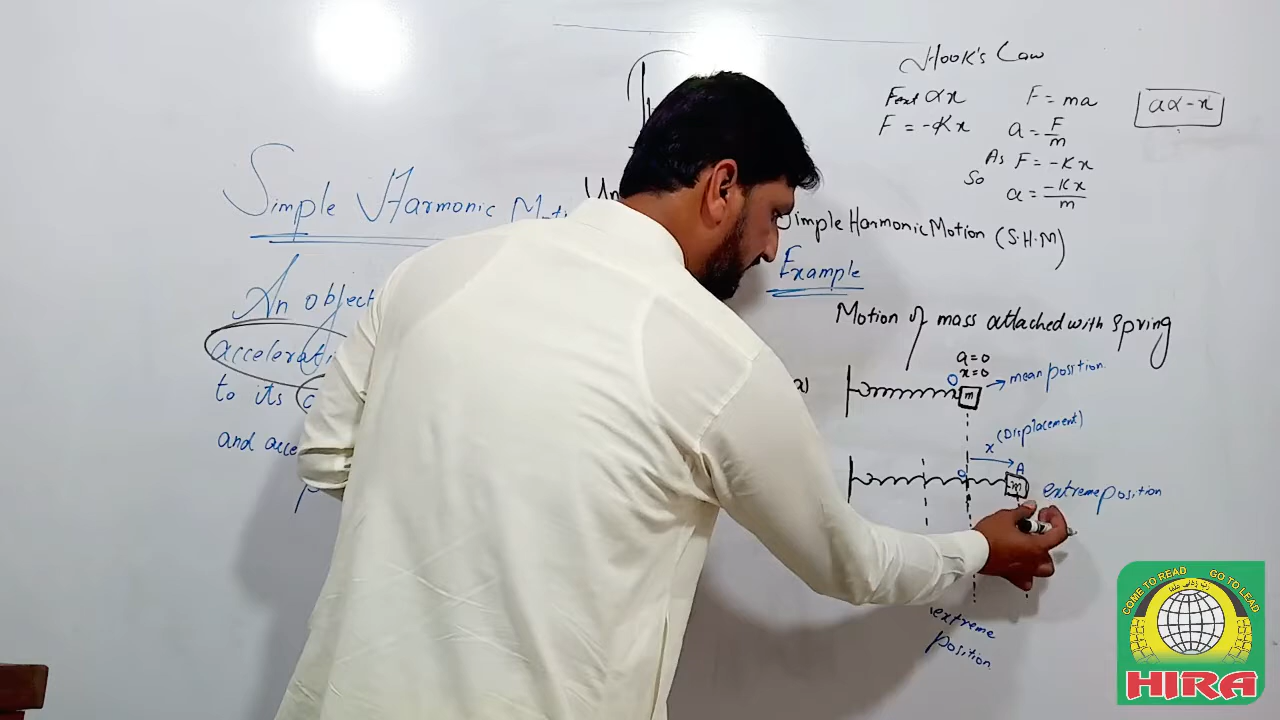 Simple Harmonic
An object
to its
and acce
Hook's Law
Fext α x
F = -Kx
F = ma
a = F/m
As F = -Kx
So a = -Kx/m
a α -x
Simple Harmonic Motion (S.H.M)
Example
Motion of mass attached with spring
a=0
x=0
O
m
mean position
x (Displacement)
O
A
m
extreme position
extreme
position
COME TO READ
GO TO LEAD
HIRA